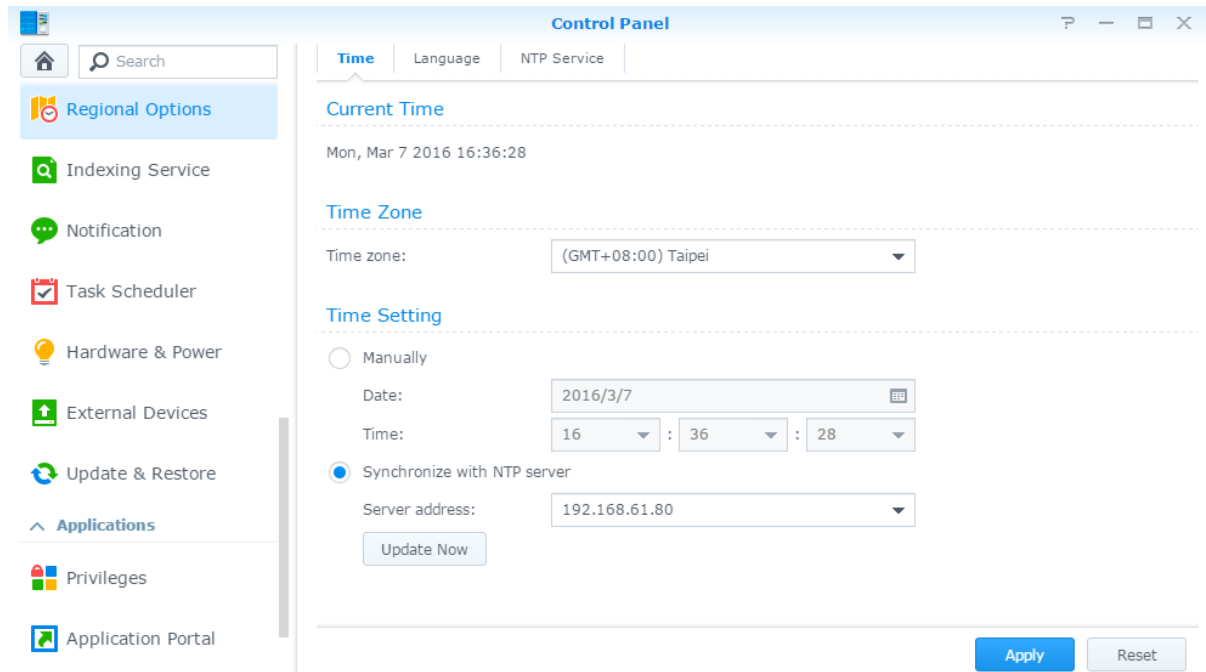 Control Panel
Search
Regional Options
Indexing Service
Notification
Task Scheduler
Hardware & Power
External Devices
Update & Restore
Applications
Privileges
Application Portal
Time Language NTP Service
Current Time
Mon, Mar 7 2016 16:36:28
Time Zone
Time zone: (GMT+08:00) Taipei
Time Setting
Manually
Date: 2016/3/7
Time: 16 : 36 : 28
Synchronize with NTP server
Server address: 192.168.61.80
Update Now
Apply Reset